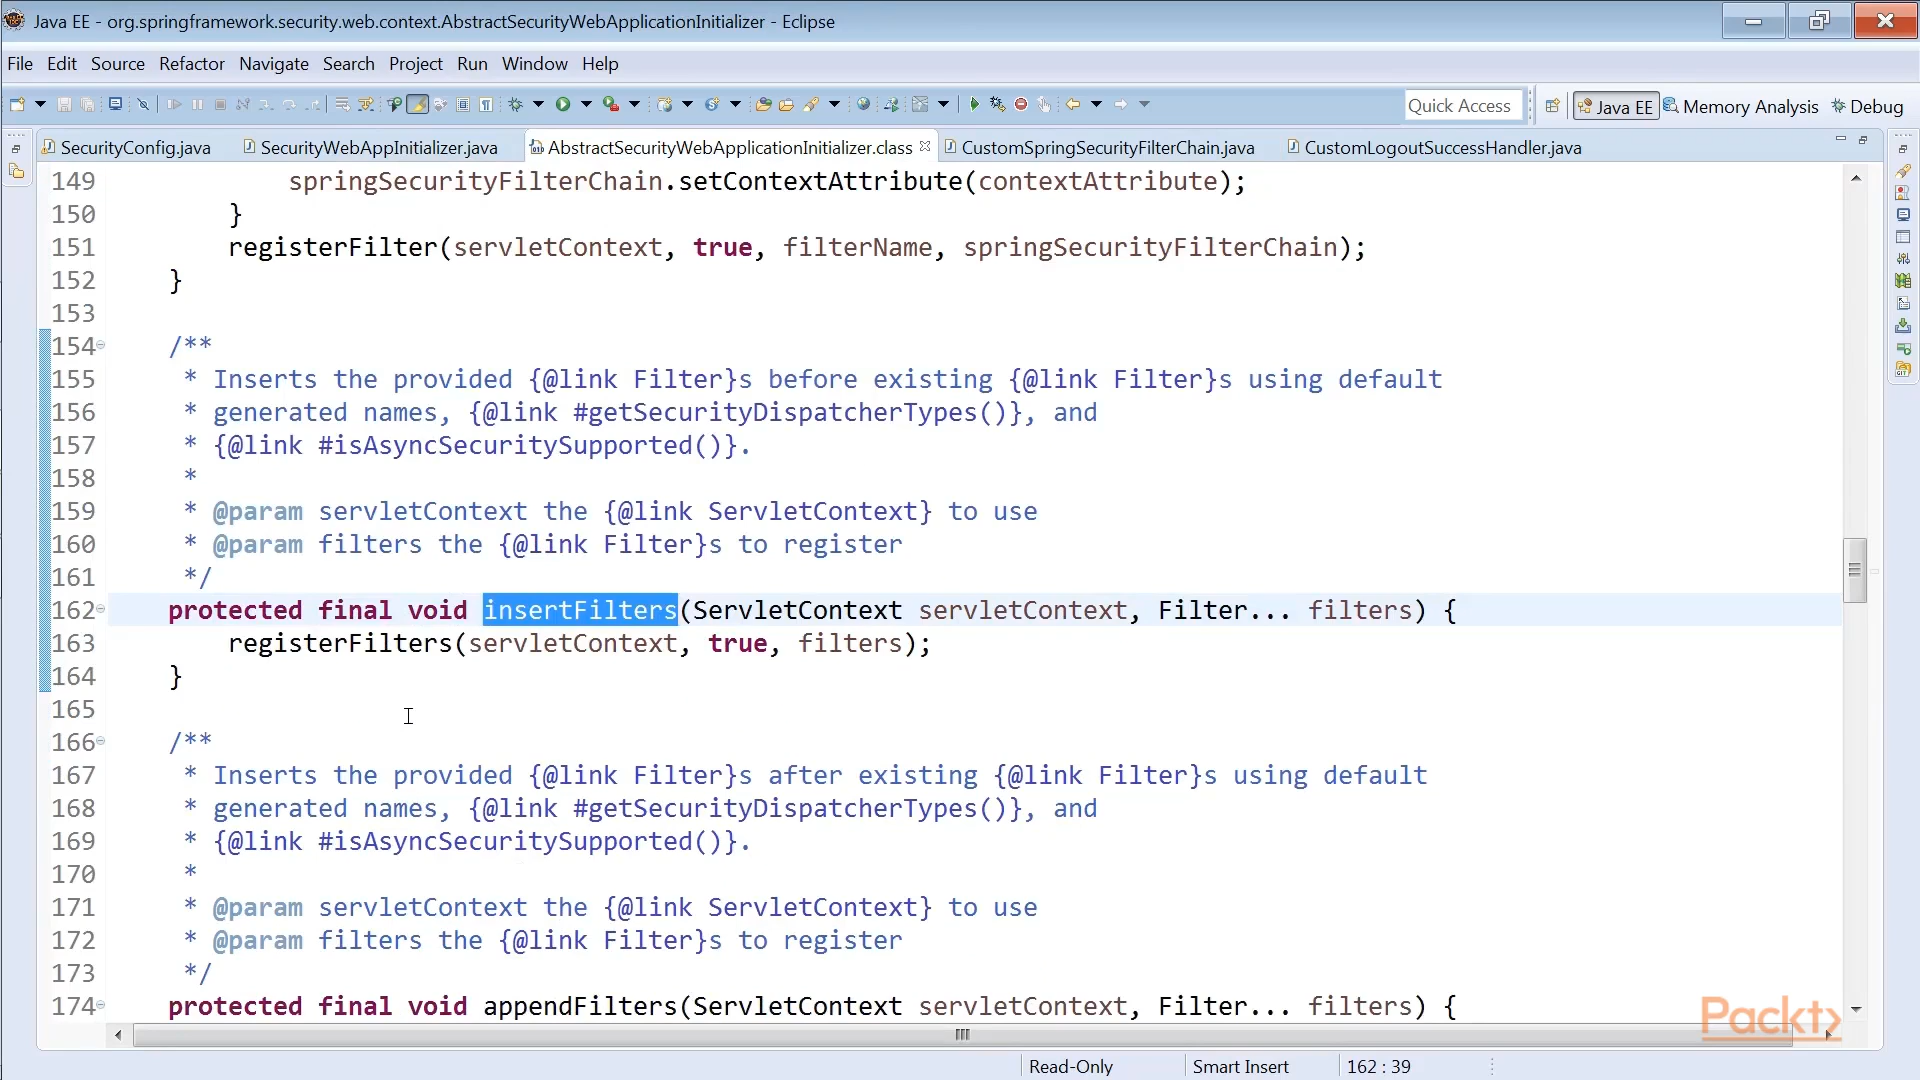 Java EE - org.springframework.security.web.context.AbstractSecurityWebApplicationInitializer - Eclipse
File Edit Source Refactor Navigate Search Project Run Window Help
Quick Access Java EE Memory Analysis Debug
SecurityConfig.java SecurityWebAppInitializer.java AbstractSecurityWebApplicationInitializer.class CustomSpringSecurityFilterChain.java CustomLogoutSuccessHandler.java
149 springSecurityFilterChain.setContextAttribute(contextAttribute);
150 }
151 registerFilter(servletContext, true, filterName, springSecurityFilterChain);
152 }
153
154 /**
155 * Inserts the provided {@link Filter}s before existing {@link Filter}s using default
156 * generated names, {@link #getSecurityDispatcherTypes()}, and
157 * {@link #isAsyncSecuritySupported()}.
158 *
159 * @param servletContext the {@link ServletContext} to use
160 * @param filters the {@link Filter}s to register
161 */
162 protected final void insertFilters(ServletContext servletContext, Filter... filters) {
163 registerFilters(servletContext, true, filters);
164 }
165
166 /**
167 * Inserts the provided {@link Filter}s after existing {@link Filter}s using default
168 * generated names, {@link #getSecurityDispatcherTypes()}, and
169 * {@link #isAsyncSecuritySupported()}.
170 *
171 * @param servletContext the {@link ServletContext} to use
172 * @param filters the {@link Filter}s to register
173 */
174 protected final void appendFilters(ServletContext servletContext, Filter... filters) {
Packt>
Read-Only Smart Insert 162 : 39